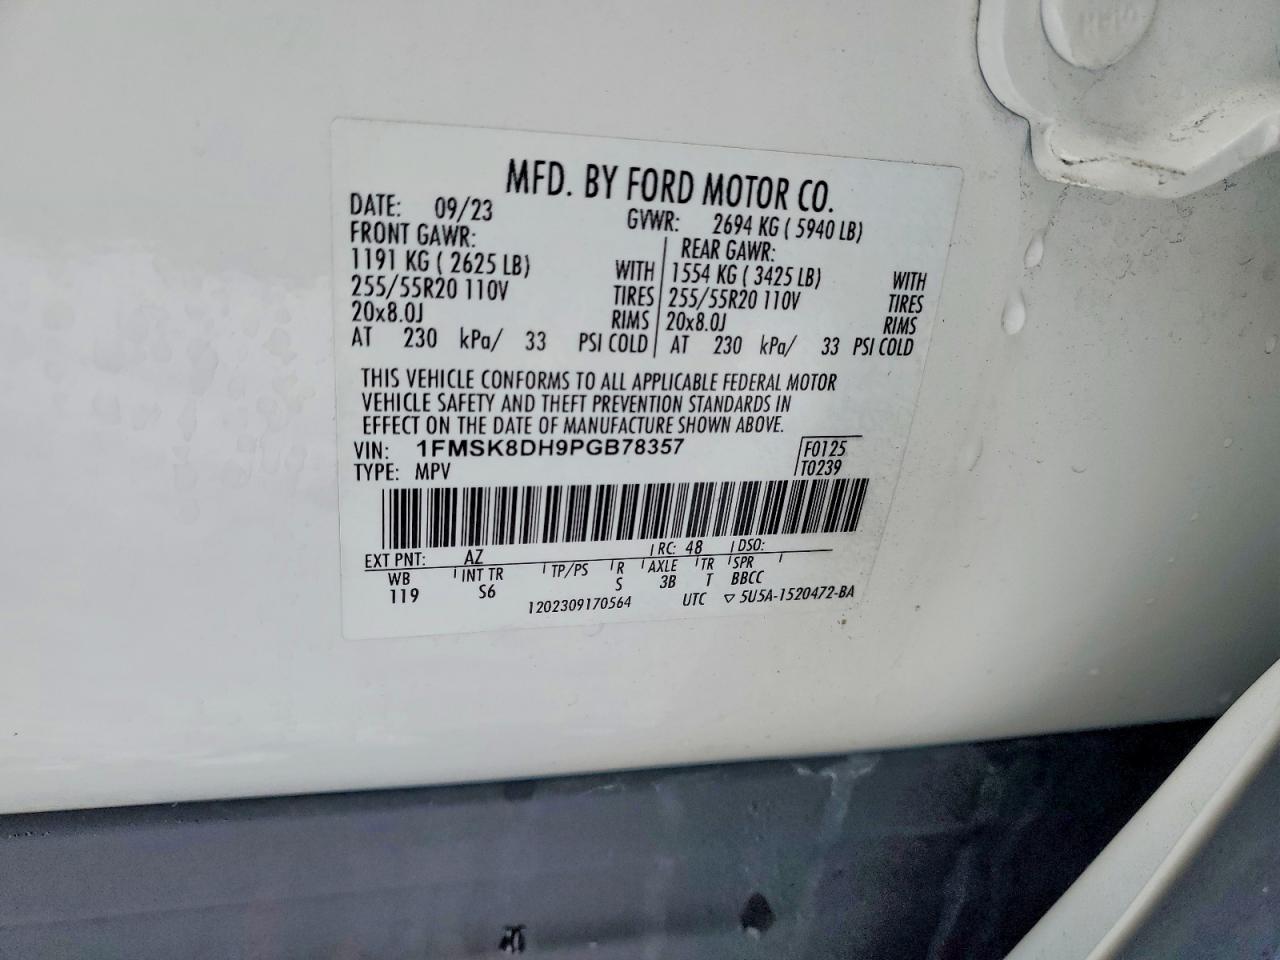 MFD. BY FORD MOTOR CO.
DATE: 09/23 GVWR: 2694 KG ( 5940 LB)
FRONT GAWR: REAR GAWR:
1191 KG ( 2625 LB) WITH 1554 KG ( 3425 LB) WITH
255/55R20 110V TIRES 255/55R20 110V TIRES
20x8.0J RIMS 20x8.0J RIMS
AT 230 kPa/ 33 PSI COLD AT 230 kPa/ 33 PSI COLD
THIS VEHICLE CONFORMS TO ALL APPLICABLE FEDERAL MOTOR
VEHICLE SAFETY AND THEFT PREVENTION STANDARDS IN
EFFECT ON THE DATE OF MANUFACTURE SHOWN ABOVE.
VIN: 1FMSK8DH9PGB78357 F0125
TYPE: MPV T0239
EXT PNT: AZ RC: 48 DSO:
WB INT TR TP/PS R AXLE TR SPR
119 S6 S 3B T BBCC
1202309170564 UTC ▽ 5U5A-1520472-BA